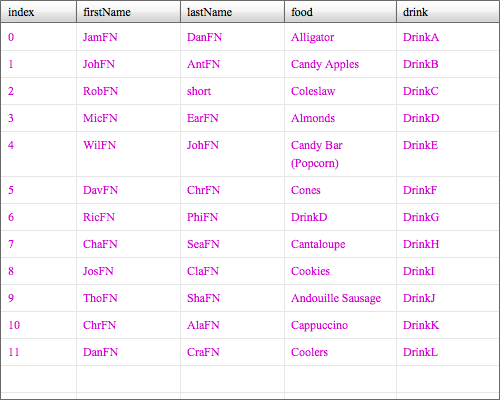 index firstName lastName food drink
0 JamFN DanFN Alligator DrinkA
1 JohFN AntFN Candy Apples DrinkB
2 RobFN short Coleslaw DrinkC
3 MicFN EarFN Almonds DrinkD
4 WilFN JohFN Candy Bar DrinkE
(Popcorn)
5 DavFN ChrFN Cones DrinkF
6 RicFN PhiFN DrinkD DrinkG
7 ChaFN SeaFN Cantaloupe DrinkH
8 JosFN ClaFN Cookies DrinkI
9 ThoFN ShaFN Andouille Sausage DrinkJ
10 ChrFN AlaFN Cappuccino DrinkK
11 DanFN CraFN Coolers DrinkL